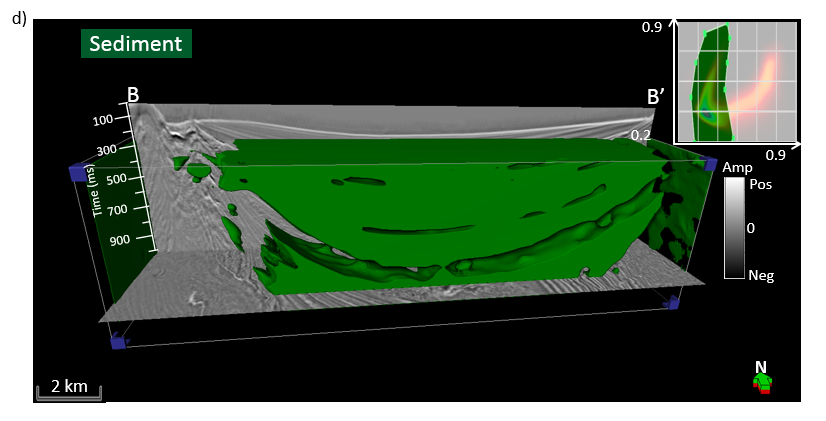 d)
Sediment
0.9
B
B’
100
300
500
700
900
Time (ms)
0.2
0.9
Amp
Pos
0
Neg
2 km
N